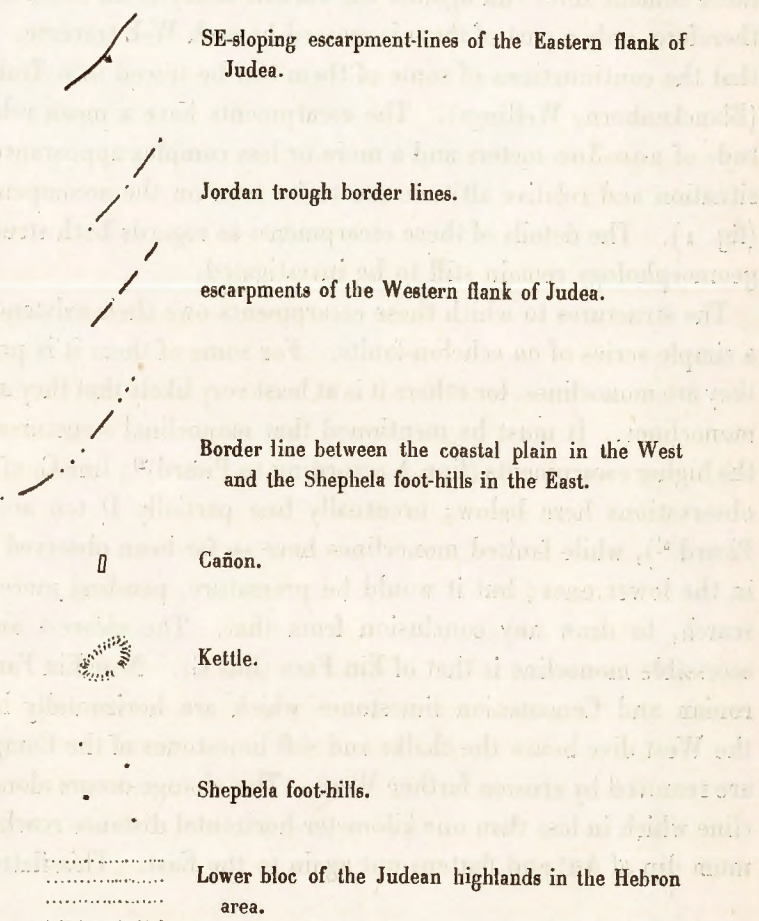 SE-sloping escarpment-lines of the Eastern flank of
Judea.
Jordan trough border lines.
escarpments of the Western flank of Judea.
Border line between the coastal plain in the West
and the Shephela foot-hills in the East.
Cañon.
Kettle.
Shephela foot-hills.
Lower bloc of the Judean highlands in the Hebron
area.